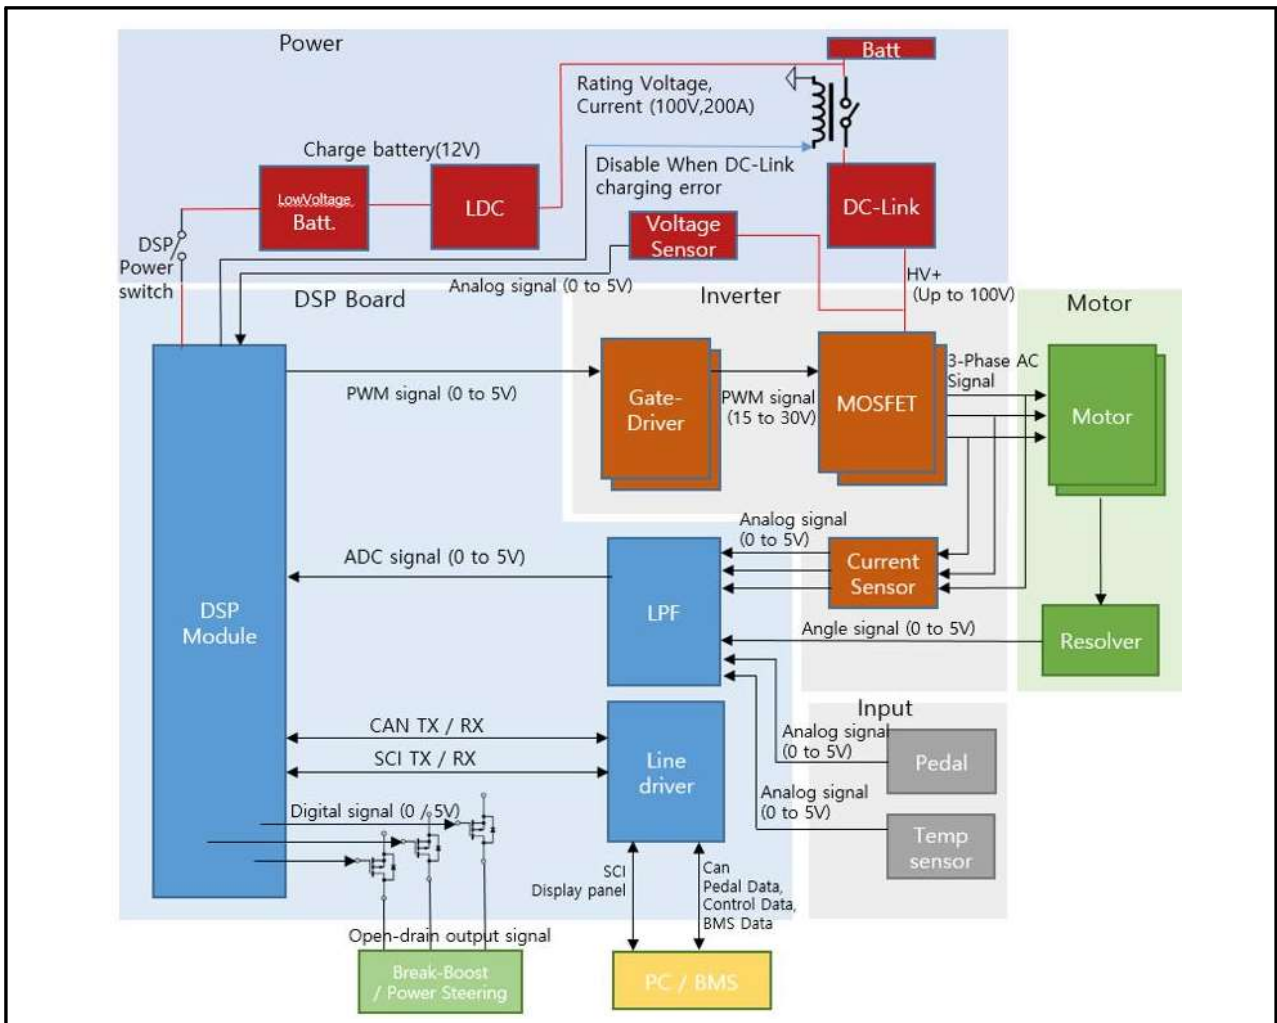 Power
Batt
Rating Voltage,
Current (100V,200A)
Charge battery(12V)
Disable When DC-Link
charging error
LowVoltage
Batt.
LDC
DC-Link
Voltage
Sensor
DSP
Power
switch
Analog signal (0 to 5V)
HV+
(Up to 100V)
DSP Board
Inverter
Motor
3-Phase AC
Signal
PWM signal (0 to 5V)
Gate-
Driver
PWM signal
(15 to 30V)
MOSFET
Motor
Analog signal
(0 to 5V)
ADC signal (0 to 5V)
Current
Sensor
DSP
Module
LPF
Angle signal (0 to 5V)
Resolver
Input
CAN TX / RX
Analog signal
(0 to 5V)
Pedal
SCI TX / RX
Line
driver
Analog signal
(0 to 5V)
Digital signal (0 / 5V)
Temp
sensor
SCI
Display panel
Can
Pedal Data,
Control Data,
BMS Data
Open-drain output signal
Break-Boost
/ Power Steering
PC / BMS